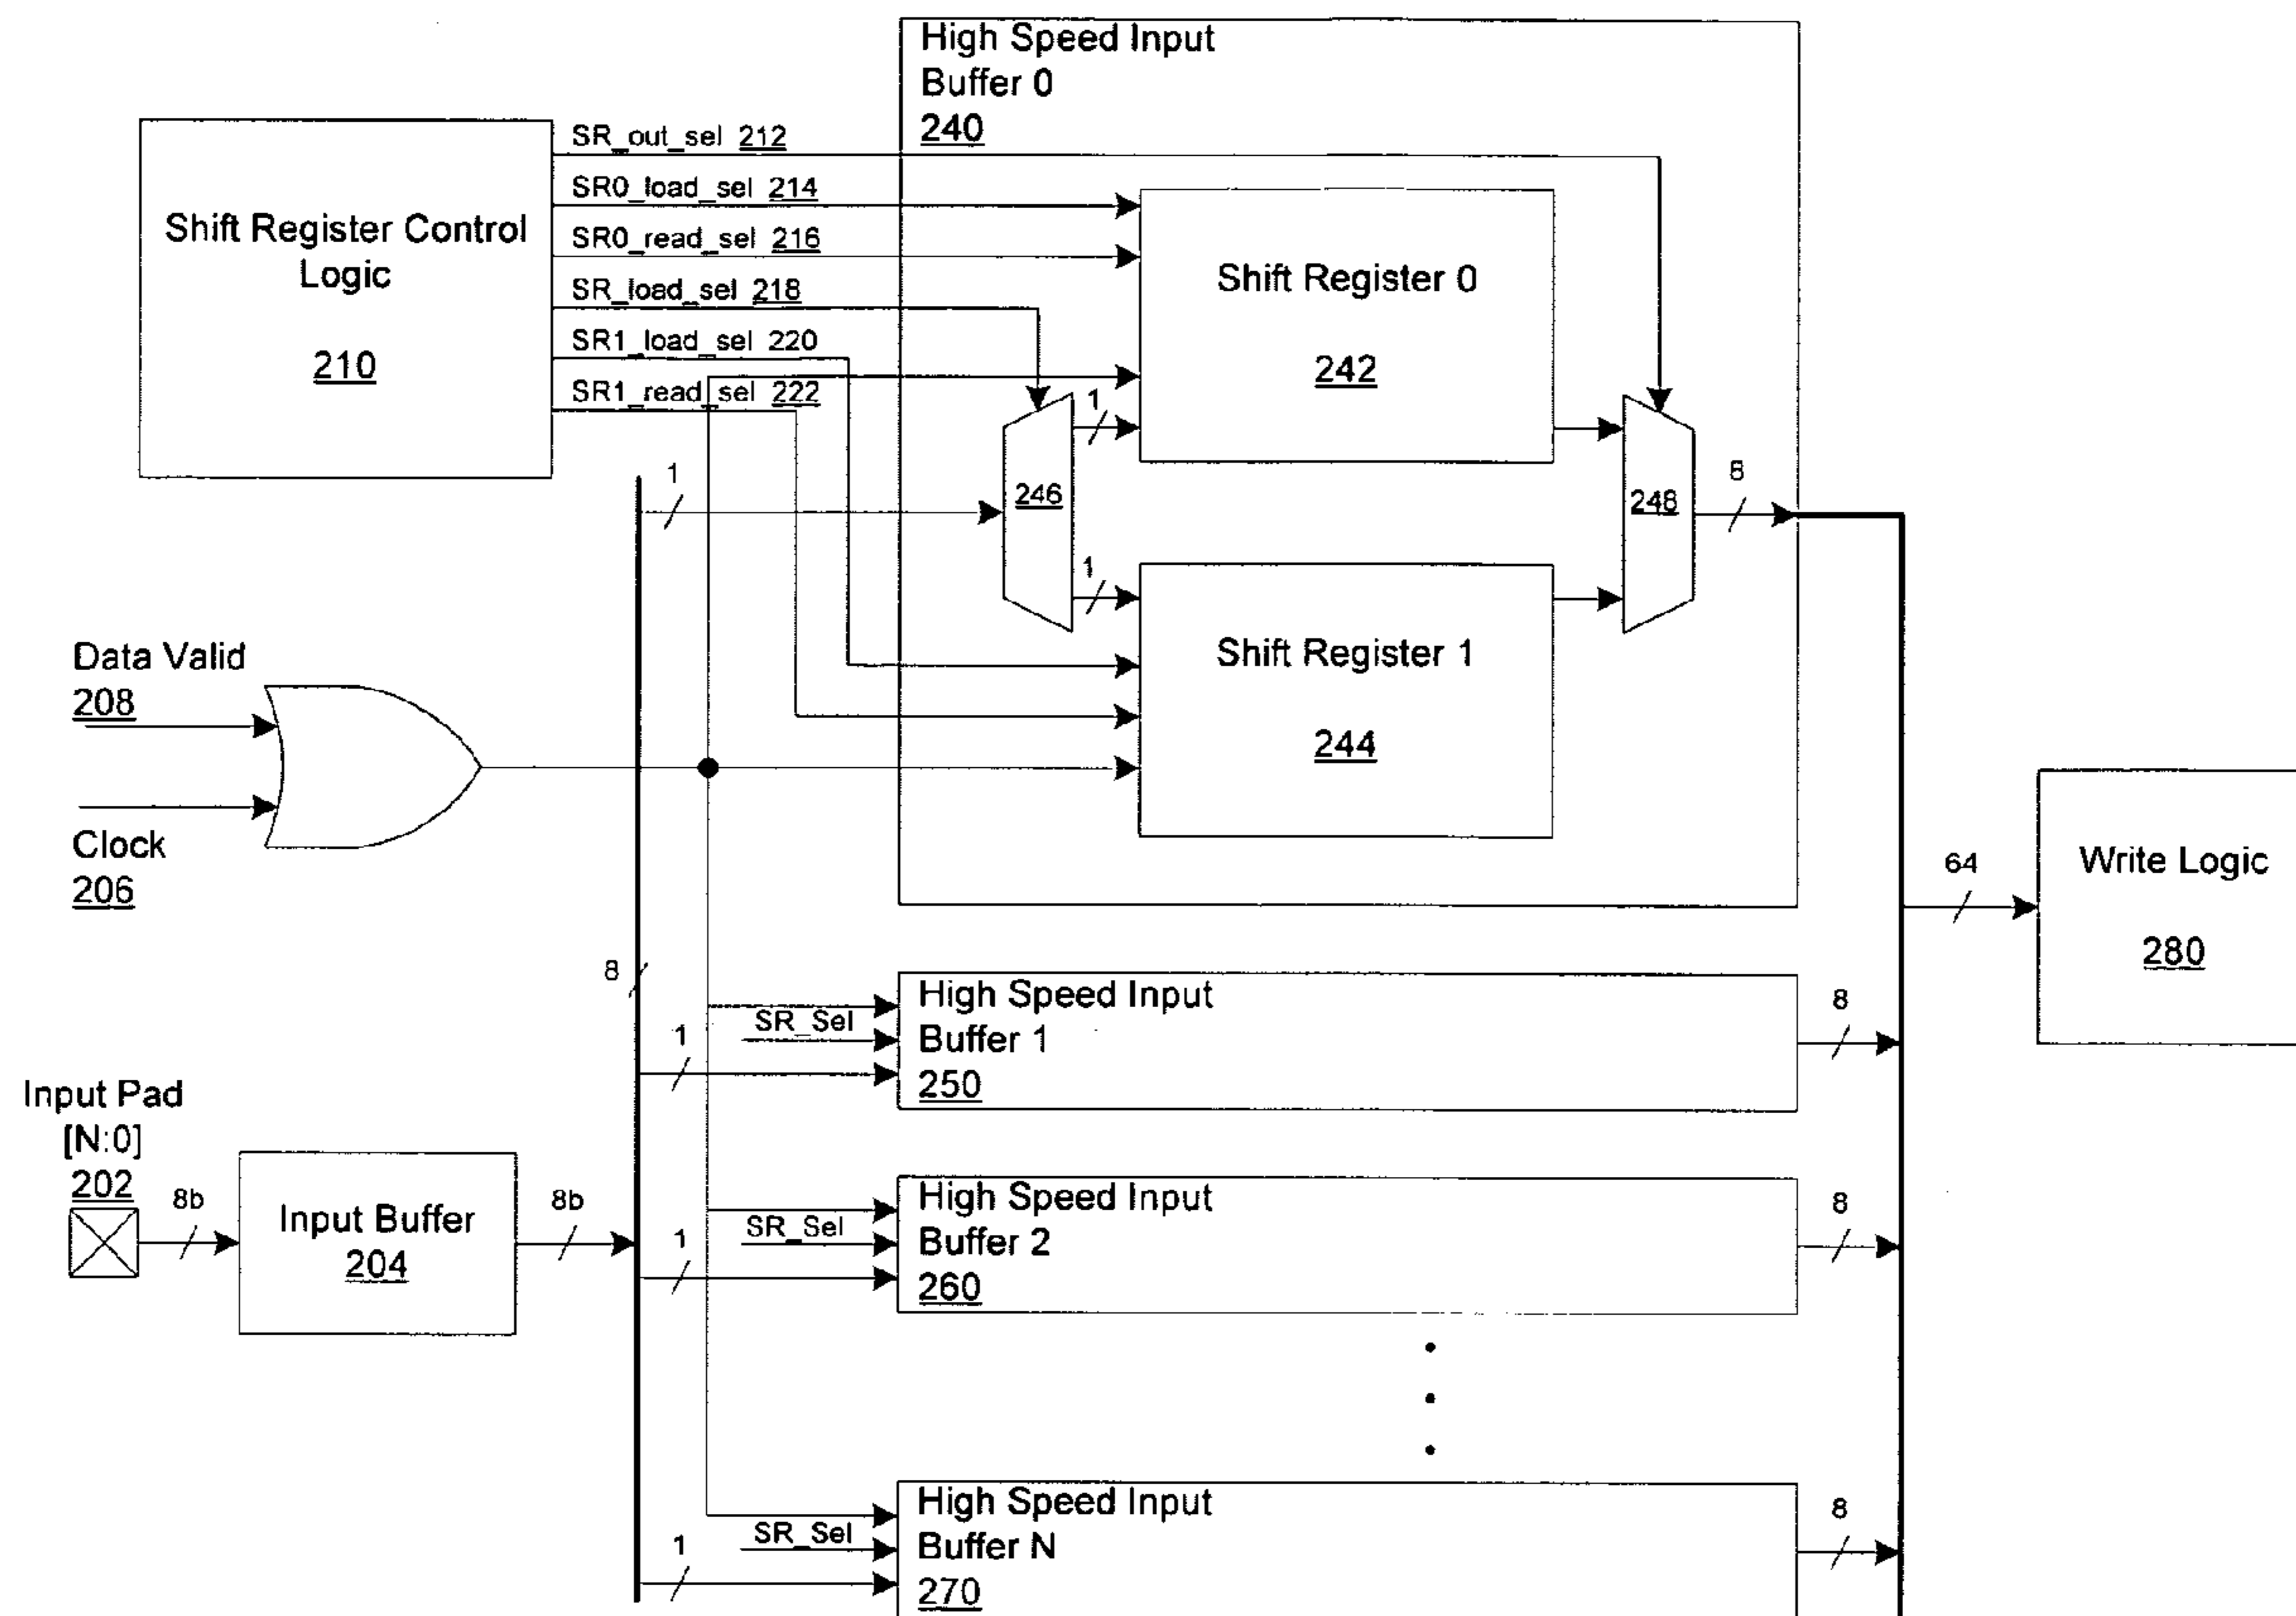 High Speed Input
Buffer 0
240
SR_out_sel 212
SR0_load_sel 214
SR0_read_sel 216
SR_load_sel 218
SR1_load_sel 220
SR1_read_sel 222
Shift Register Control
Logic
210
Shift Register 0
242
1
1
246
248
8
1
Shift Register 1
244
Data Valid
208
Clock
206
64
Write Logic
280
8
High Speed Input
Buffer 1
250
SR_Sel
1
8
Input Pad
[N:0]
202
8b
Input Buffer
204
8b
High Speed Input
Buffer 2
260
SR_Sel
1
8
High Speed Input
Buffer N
270
SR_Sel
1
8